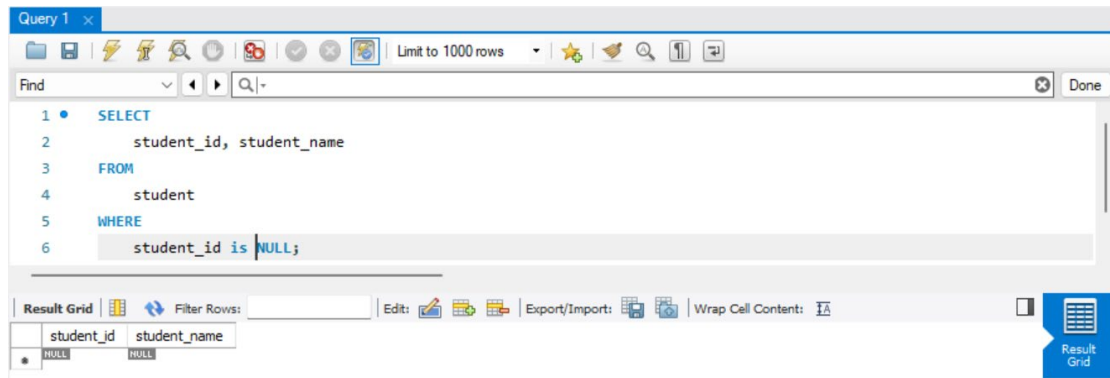 Query 1
Limit to 1000 rows
Find Done
1 SELECT
2 student_id, student_name
3 FROM
4 student
5 WHERE
6 student_id is NULL;
Result Grid Filter Rows: Edit: Export/Import: Wrap Cell Content: IA
student_id student_name
NULL NULL
Result
Grid